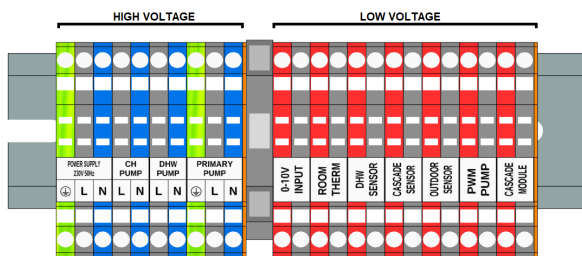 HIGH VOLTAGE
LOW VOLTAGE
POWER SUPPLY
230V 50Hz
CH
PUMP
DHW
PUMP
PRIMARY
PUMP
L N L N L N L N
0-10V
INPUT
ROOM
THERM
DHW
SENSOR
CASCADE
SENSOR
OUTDOOR
SENSOR
PWM
PUMP
CASCADE
MODULE